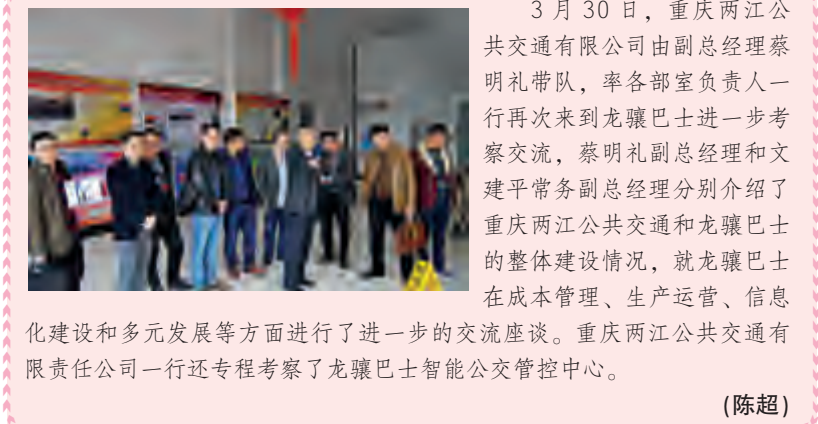 3月30日，重庆两江公
共交通有限公司由副总经理蔡
明礼带队，率各部室负责人一
行再次来到龙骧巴士进一步考
察交流，蔡明礼副总经理和文
建平常务副总经理分别介绍了
重庆两江公共交通和龙骧巴士
的整体建设情况，就龙骧巴士
在成本管理、生产运营、信息
化建设和多元发展等方面进行了进一步的交流座谈。重庆两江公共交通有
限责任公司一行还专程考察了龙骧巴士智能公交管控中心。
(陈超)